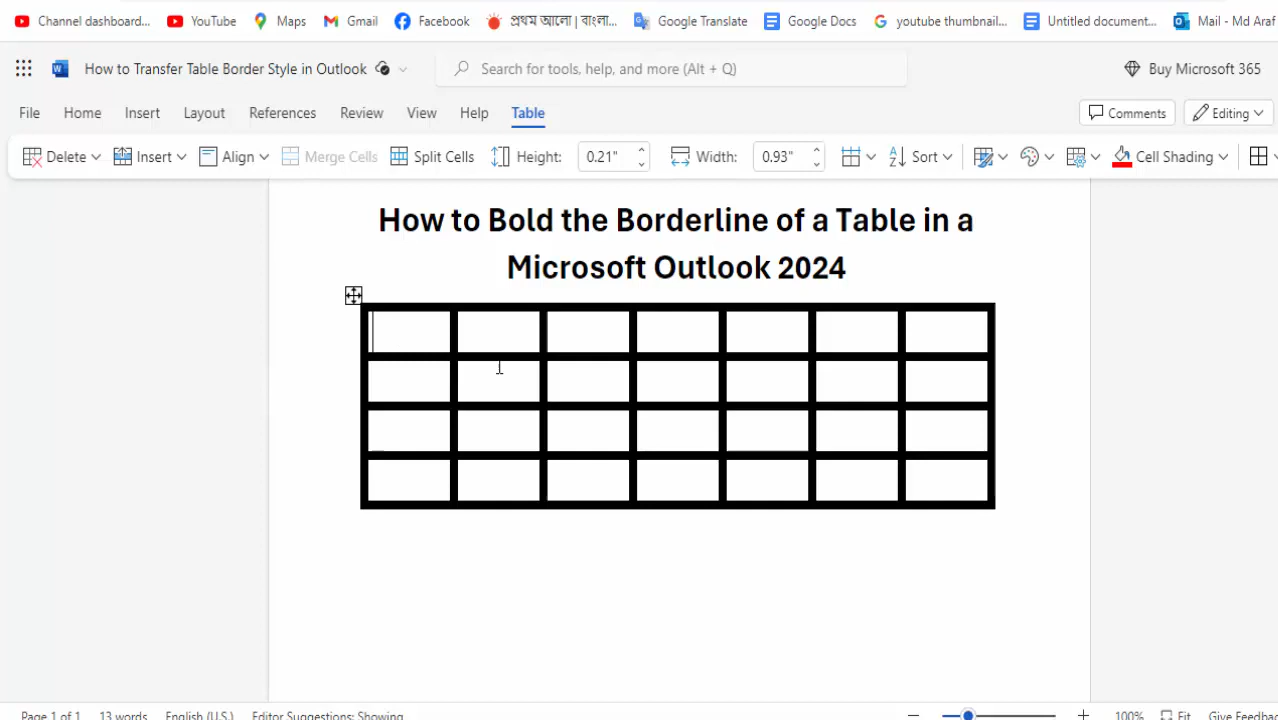 Channel dashboard... YouTube Maps Gmail Facebook প্রথম আলো | বাংলা... Google Translate Google Docs youtube thumbnail... Untitled document... Mail - Md Araf
How to Transfer Table Border Style in Outlook Search for tools, help, and more (Alt + Q) Buy Microsoft 365
File Home Insert Layout References Review View Help Table Comments Editing
Delete Insert Align Merge Cells Split Cells Height: 0.21" Width: 0.93" Sort Cell Shading
How to Bold the Borderline of a Table in a
Microsoft Outlook 2024
Page 1 of 1 13 words English (U.S.) Editor Suggestions: Showing 100% Fit Give Feedbac